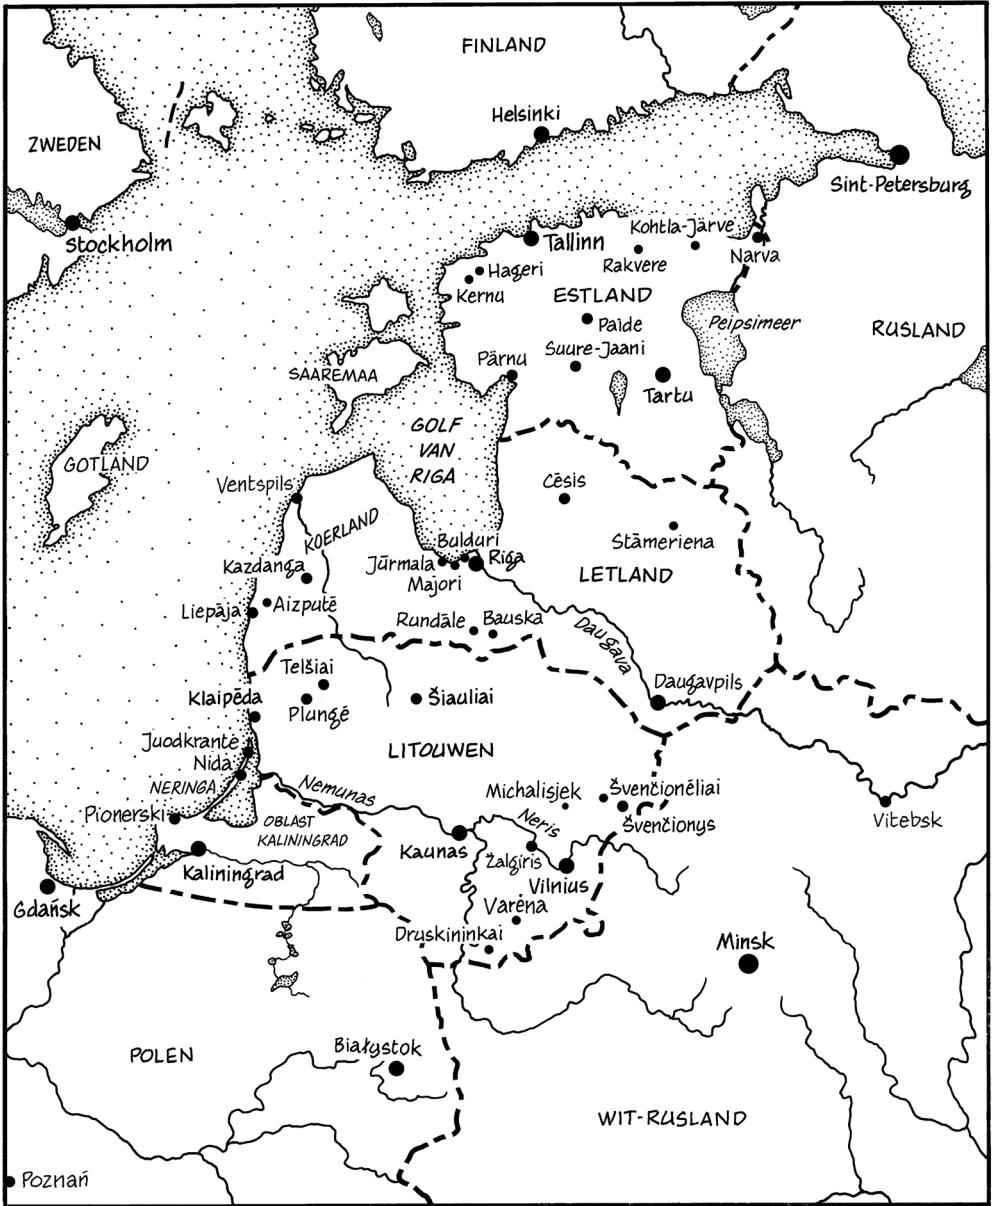 FINLAND
Helsinki
ZWEDEN
Sint-Petersburg
Stockholm
Tallinn
Kohtla-Järve
Narva
Rakvere
Hageri
Kernu
ESTLAND
Paide
Peipsimeer
RUSLAND
Suure-Jaani
Pärnu
SAAREMAA
Tartu
GOLF
VAN
RIGA
GOTLAND
Ventspils
Cēsis
KOERLAND
Stāmeriena
Bulduri
Riga
Jūrmala
Majori
Kazdanga
LETLAND
Aizputē
Liepāja
Rundāle
Bauska
Daugava
Telšiai
Daugavpils
Klaipėda
Plungė
Šiauliai
Juodkrantė
Nida
LITOUWEN
NERINGA
Nemunas
Michalisjek
Švenčionėliai
Pionerski
OBLAST
KALININGRAD
Neris
Švenčionys
Vitebsk
Kaunas
Žalgiris
Kaliningrad
Vilnius
Gdańsk
Varėna
Druskininkai
Minsk
Białystok
POLEN
WIT-RUSLAND
Poznań